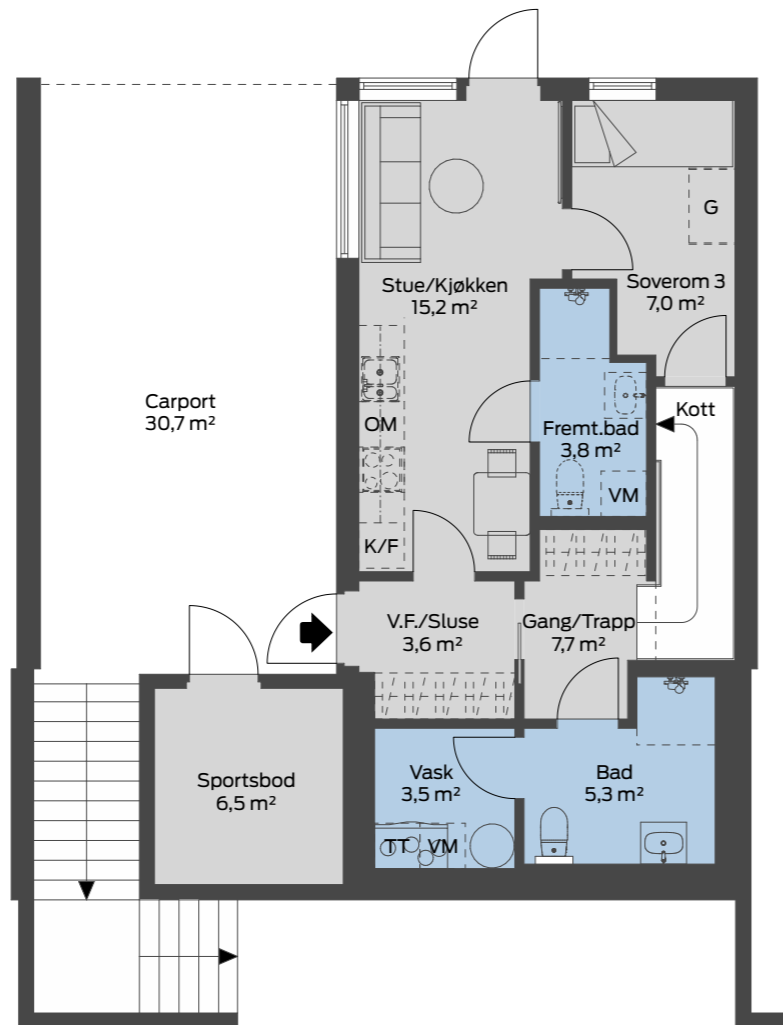 G
Stue/Kjøkken
15,2 m²
Soverom 3
7,0 m²
Carport
30,7 m²
OM
Kott
Fremt.bad
3,8 m²
VM
K/F
V.F./Sluse
3,6 m²
Gang/Trapp
7,7 m²
Sportsbod
6,5 m²
Vask
3,5 m²
Bad
5,3 m²
TT
VM